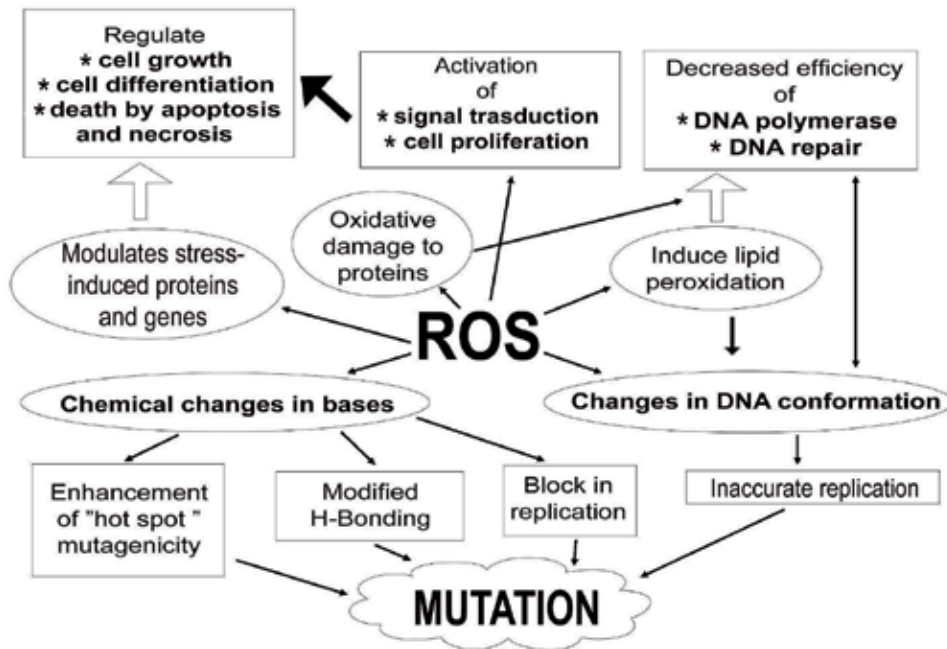 Regulate
* cell growth
* cell differentiation
* death by apoptosis
and necrosis
Activation
of
* signal trasduction
* cell proliferation
Decreased efficiency
of
* DNA polymerase
* DNA repair
Modulates stress-
induced proteins
and genes
Oxidative
damage to
proteins
Induce lipid
peroxidation
ROS
Chemical changes in bases
Changes in DNA conformation
Enhancement
of "hot spot "
mutagenicity
Modified
H-Bonding
Block in
replication
Inaccurate replication
MUTATION